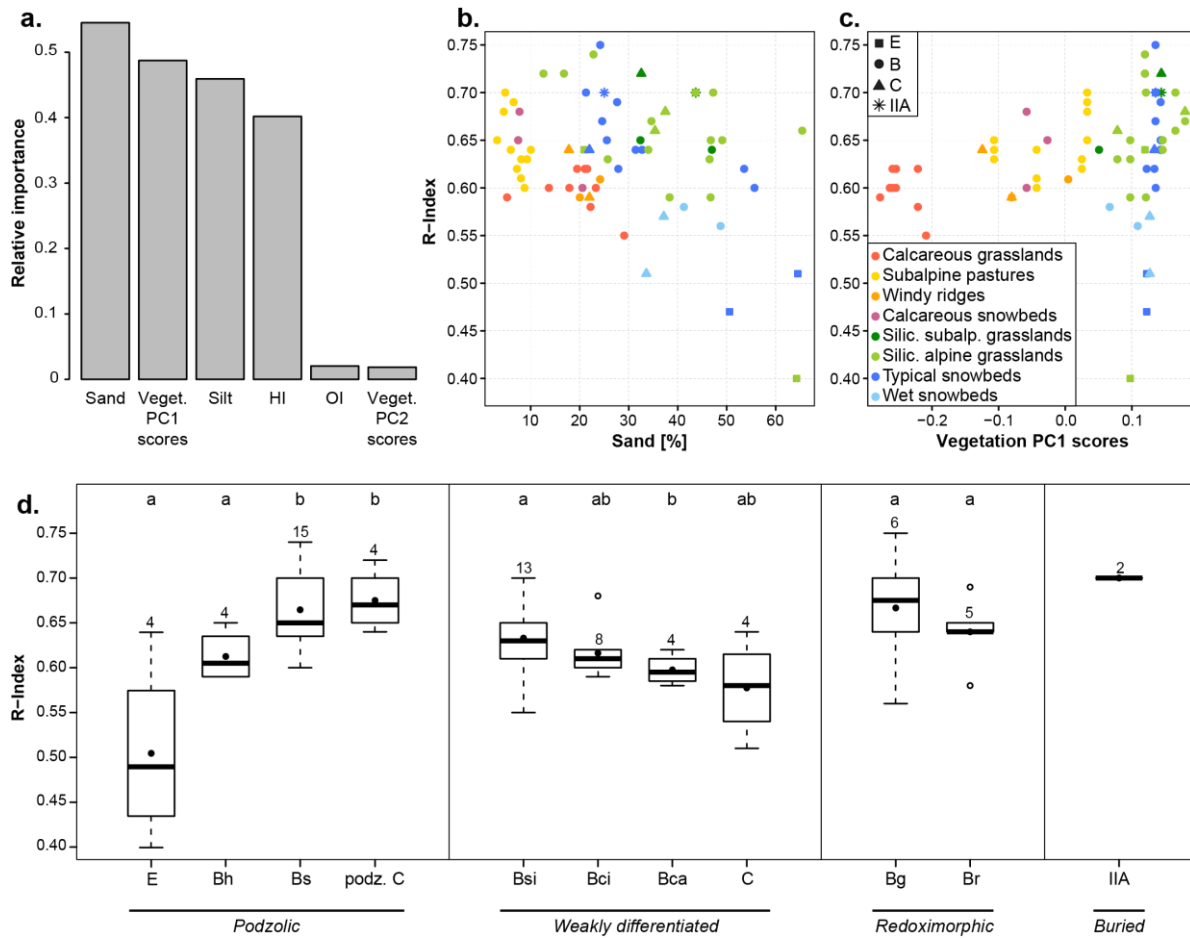 a.
Relative importance
0.5
0.4
0.3
0.2
0.1
0
Sand
Veget. PC1 scores
Silt
HI
OI
Veget. PC2 scores
b.
R−Index
0.75
0.70
0.65
0.60
0.55
0.50
0.45
0.40
10 20 30 40 50 60
Sand [%]
c.
E
B
C
IIA
Calcareous grasslands
Subalpine pastures
Windy ridges
Calcareous snowbeds
Silic. subalp. grasslands
Silic. alpine grasslands
Typical snowbeds
Wet snowbeds
−0.2 −0.1 0.0 0.1
Vegetation PC1 scores
d.
R−Index
0.75
0.70
0.65
0.60
0.55
0.50
0.45
0.40
a a b b a ab b ab a a
4 4 15 4 13 8 4 4 6 5 2
E Bh Bs podz. C Bsi Bci Bca C Bg Br IIA
Podzolic Weakly differentiated Redoximorphic Buried